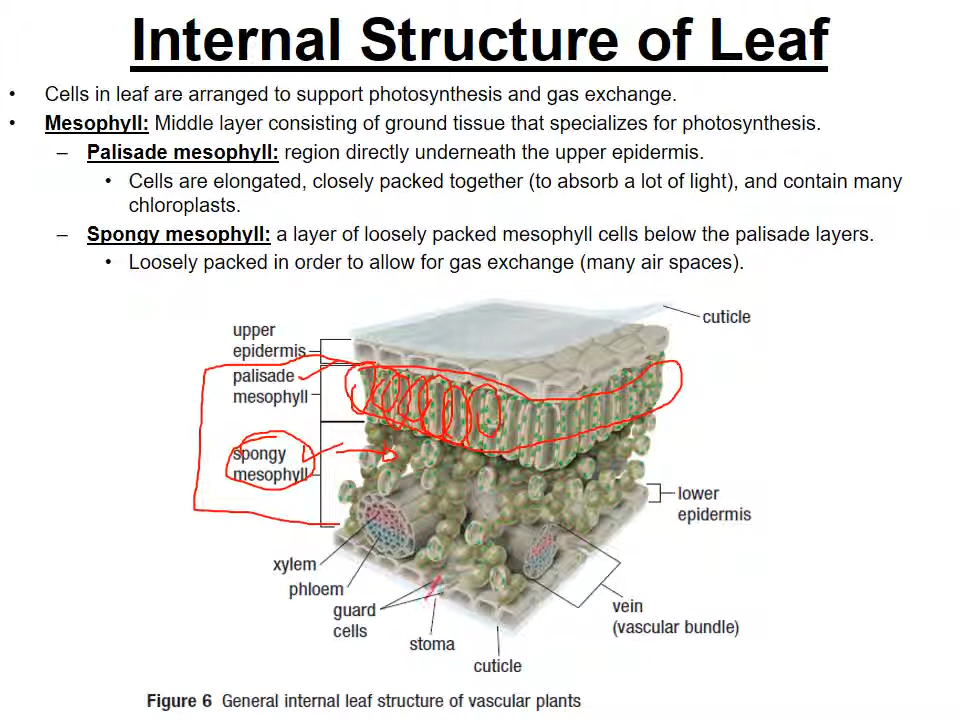 Internal Structure of Leaf
• Cells in leaf are arranged to support photosynthesis and gas exchange.
• Mesophyll: Middle layer consisting of ground tissue that specializes for photosynthesis.
– Palisade mesophyll: region directly underneath the upper epidermis.
• Cells are elongated, closely packed together (to absorb a lot of light), and contain many
chloroplasts.
– Spongy mesophyll: a layer of loosely packed mesophyll cells below the palisade layers.
• Loosely packed in order to allow for gas exchange (many air spaces).
cuticle
upper
epidermis
palisade
mesophyll
spongy
mesophyll
lower
epidermis
xylem
phloem
guard
cells
stoma
cuticle
vein
(vascular bundle)
Figure 6 General internal leaf structure of vascular plants